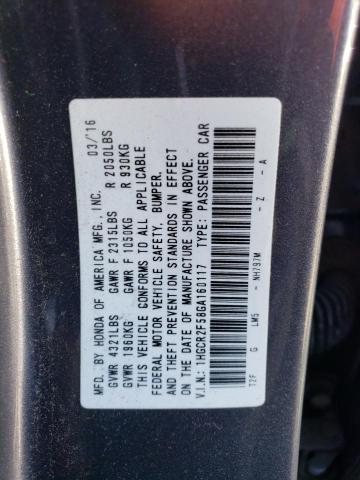 MFD. BY HONDA OF AMERICA MFG., INC. 03/'16
GVWR 4321LBS GAWR F 2315LBS R 2050LBS
GVWR 1960KG GAWR F 1050KG R 930KG
THIS VEHICLE CONFORMS TO ALL APPLICABLE
FEDERAL MOTOR VEHICLE SAFETY, BUMPER,
AND THEFT PREVENTION STANDARDS IN EFFECT
ON THE DATE OF MANUFACTURE SHOWN ABOVE.
V.I.N.: 1HGCR2F58GA160117 TYPE: PASSENGER CAR
T2F G LM5 NH797M - Z - A